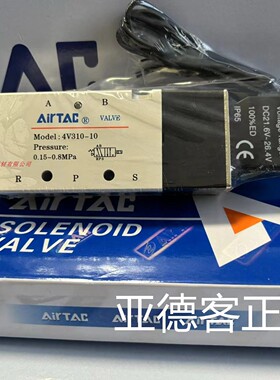 A B
AirTAC® VALVE
Model: 4V310-10
Pressure:
0.15-0.8MPa
R P S
DC21.6V-26.4V
100%ED
IP65
AirTAC
SOLENOID
VALVE
AirTAC
亚德客正